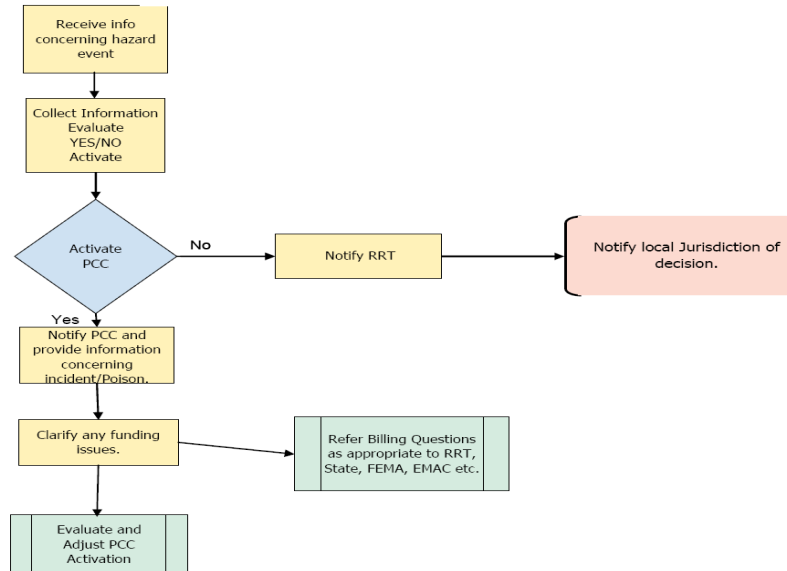 Receive info
concerning hazard
event
Collect Information
Evaluate
YES/NO
Activate
Activate
PCC
No
Notify RRT
Notify local Jurisdiction of
decision.
Yes
Notify PCC and
provide information
concerning
incident/Poison.
Clarify any funding
issues.
Refer Billing Questions
as appropriate to RRT,
State, FEMA, EMAC etc.
Evaluate and
Adjust PCC
Activation